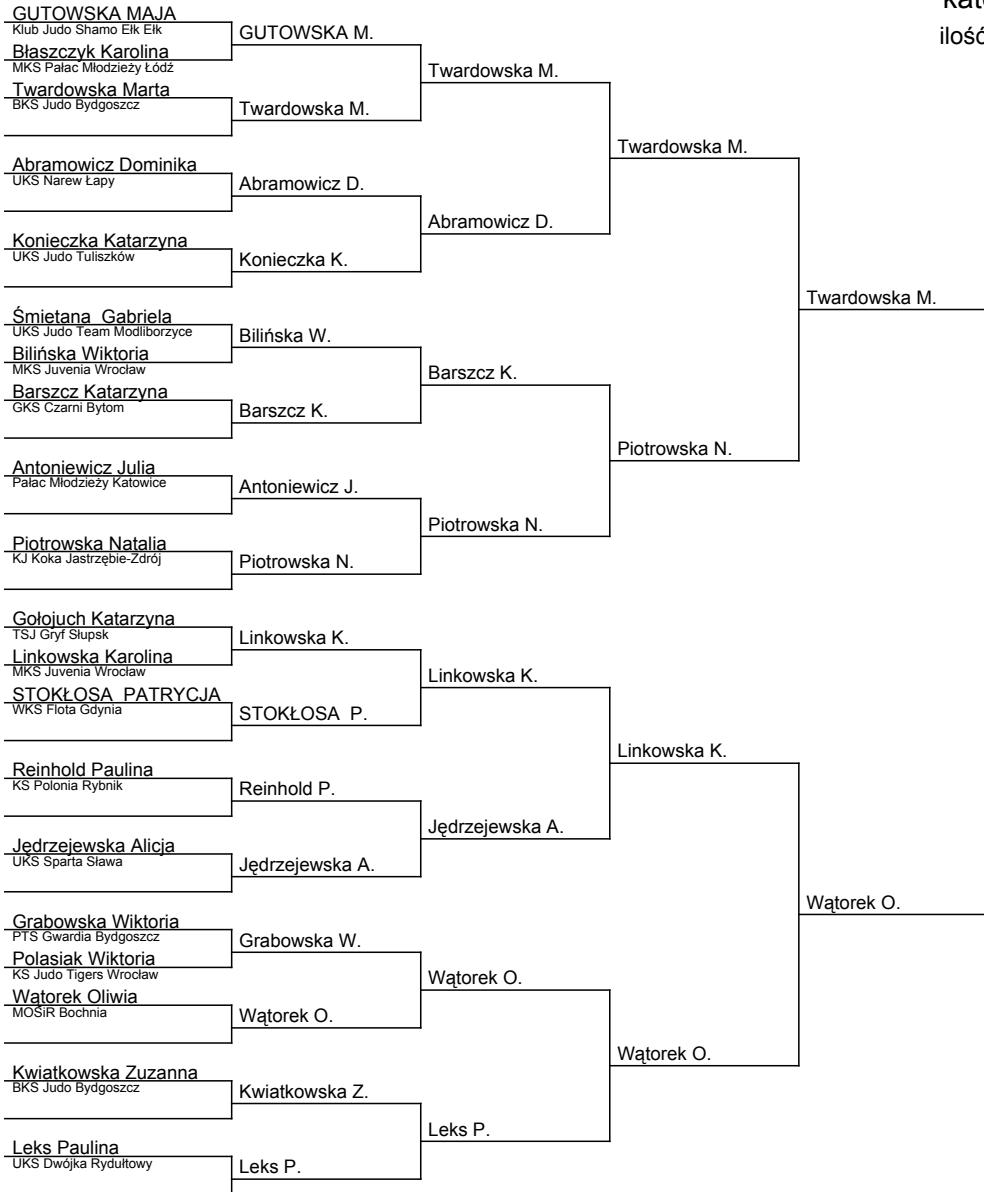 kato
ilość
GUTOWSKA MAJA
Klub Judo Shamo Ełk Ełk
Błaszczyk Karolina
MKS Pałac Młodzieży Łódź
Twardowska Marta
BKS Judo Bydgoszcz
Abramowicz Dominika
UKS Narew Łapy
Konieczka Katarzyna
UKS Judo Tuliszków
Śmietana Gabriela
UKS Judo Team Modliborzyce
Bilińska Wiktoria
MKS Juvenia Wrocław
Barszcz Katarzyna
GKS Czarni Bytom
Antoniewicz Julia
Pałac Młodzieży Katowice
Piotrowska Natalia
KJ Koka Jastrzębie-Zdrój
Gołojuch Katarzyna
TSJ Gryf Słupsk
Linkowska Karolina
MKS Juvenia Wrocław
STOKŁOSA PATRYCJA
WKS Flota Gdynia
Reinhold Paulina
KS Polonia Rybnik
Jędrzejewska Alicja
UKS Sparta Sława
Grabowska Wiktoria
PTS Gwardia Bydgoszcz
Polasiak Wiktoria
KS Judo Tigers Wrocław
Wątorek Oliwia
MOSiR Bochnia
Kwiatkowska Zuzanna
BKS Judo Bydgoszcz
Leks Paulina
UKS Dwójka Rydułtowy
GUTOWSKA M.
Twardowska M.
Abramowicz D.
Konieczka K.
Bilińska W.
Barszcz K.
Antoniewicz J.
Piotrowska N.
Linkowska K.
STOKŁOSA P.
Reinhold P.
Jędrzejewska A.
Grabowska W.
Wątorek O.
Kwiatkowska Z.
Leks P.
Twardowska M.
Abramowicz D.
Barszcz K.
Piotrowska N.
Linkowska K.
Jędrzejewska A.
Wątorek O.
Leks P.
Twardowska M.
Piotrowska N.
Linkowska K.
Wątorek O.
Twardowska M.
Wątorek O.